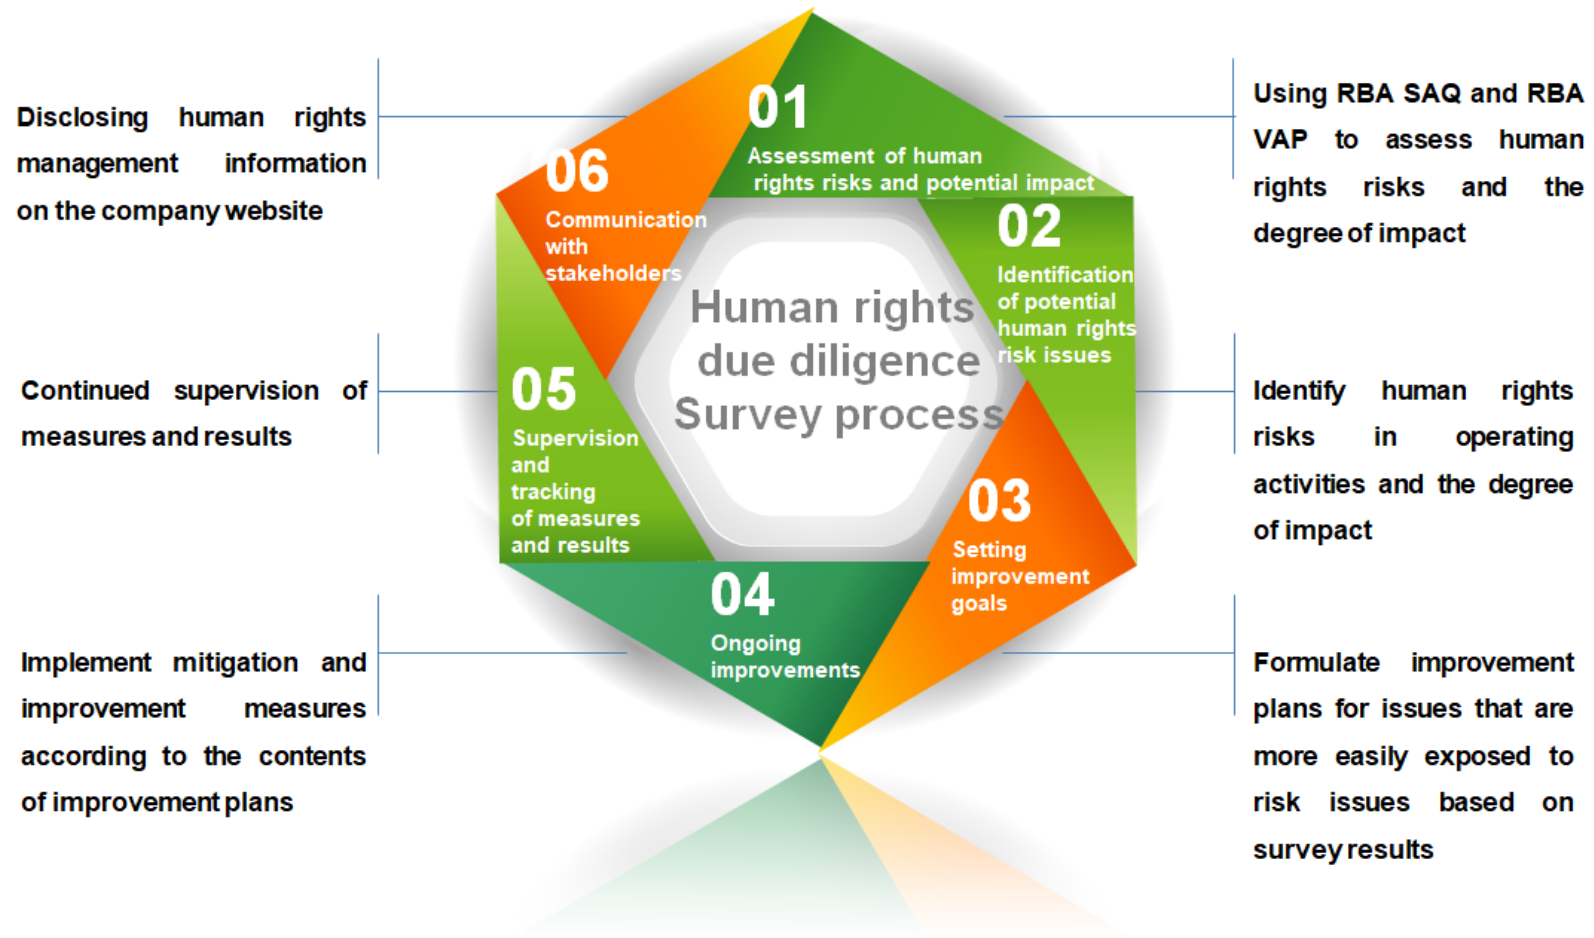 Human rights
due diligence
Survey process
01
Assessment of human
rights risks and potential impact
Using RBA SAQ and RBA
VAP to assess human
rights risks and the
degree of impact
02
Identification
of potential
human rights
risk issues
Identify human rights
risks in operating
activities and the degree
of impact
03
Setting
improvement
goals
Formulate improvement
plans for issues that are
more easily exposed to
risk issues based on
survey results
04
Ongoing
improvements
Implement mitigation and
improvement measures
according to the contents
of improvement plans
05
Supervision
and
tracking
of measures
and results
Continued supervision of
measures and results
06
Communication
with
stakeholders
Disclosing human rights
management information
on the company website